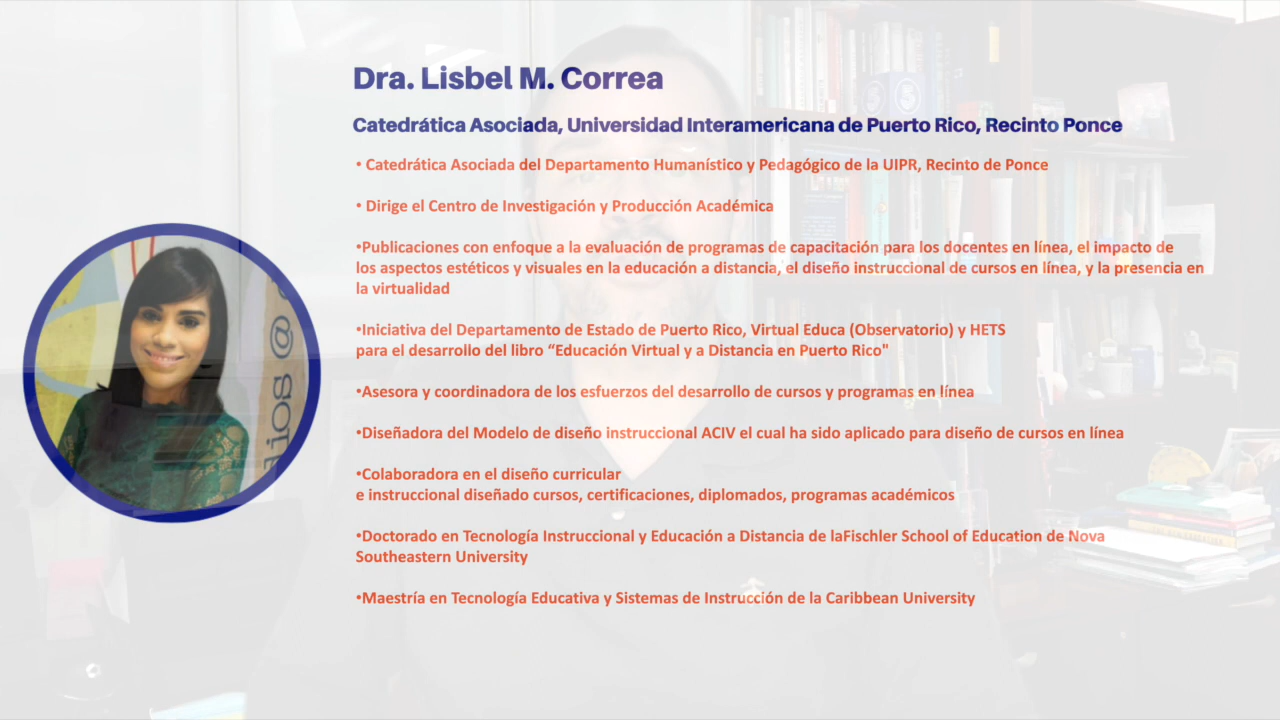 Dra. Lisbel M. Correa
Catedrática Asociada, Universidad Interamericana de Puerto Rico, Recinto Ponce
• Catedrática Asociada del Departamento Humanístico y Pedagógico de la UIPR, Recinto de Ponce
• Dirige el Centro de Investigación y Producción Académica
•Publicaciones con enfoque a la evaluación de programas de capacitación para los docentes en línea, el impacto de
los aspectos estéticos y visuales en la educación a distancia, el diseño instruccional de cursos en línea, y la presencia en
la virtualidad
•Iniciativa del Departamento de Estado de Puerto Rico, Virtual Educa (Observatorio) y HETS
para el desarrollo del libro “Educación Virtual y a Distancia en Puerto Rico"
•Asesora y coordinadora de los esfuerzos del desarrollo de cursos y programas en línea
•Diseñadora del Modelo de diseño instruccional ACIV el cual ha sido aplicado para diseño de cursos en línea
•Colaboradora en el diseño curricular
e instruccional diseñado cursos, certificaciones, diplomados, programas académicos
•Doctorado en Tecnología Instruccional y Educación a Distancia de laFischler School of Education de Nova
Southeastern University
•Maestría en Tecnología Educativa y Sistemas de Instrucción de la Caribbean University